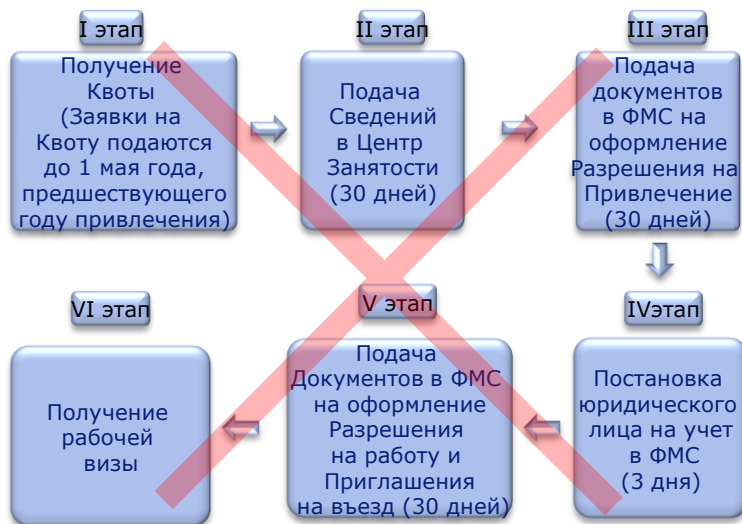 I этап
Получение
Квоты
(Заявки на
Квоту подаются
до 1 мая года,
предшествующего
году привлечения)
II этап
Подача
Сведений
в Центр
Занятости
(30 дней)
III этап
Подача
документов
в ФМС на
оформление
Разрешения на
Привлечение
(30 дней)
IVэтап
Постановка
юридического
лица на учет
в ФМС
(3 дня)
V этап
Подача
Документов в ФМС
на оформление
Разрешения
на работу и
Приглашения
на въезд (30 дней)
VI этап
Получение
рабочей
визы